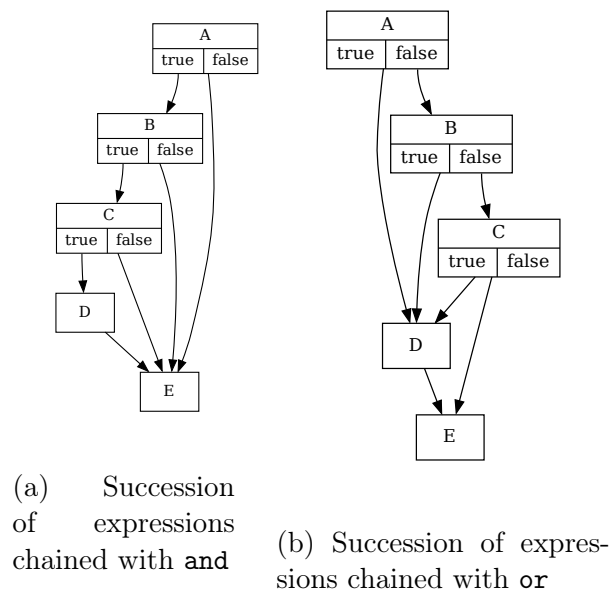 A
true false
B
true false
C
true false
D
E
(a) Succession
of expressions
chained with and
A
true false
B
true false
C
true false
D
E
(b) Succession of expres-
sions chained with or